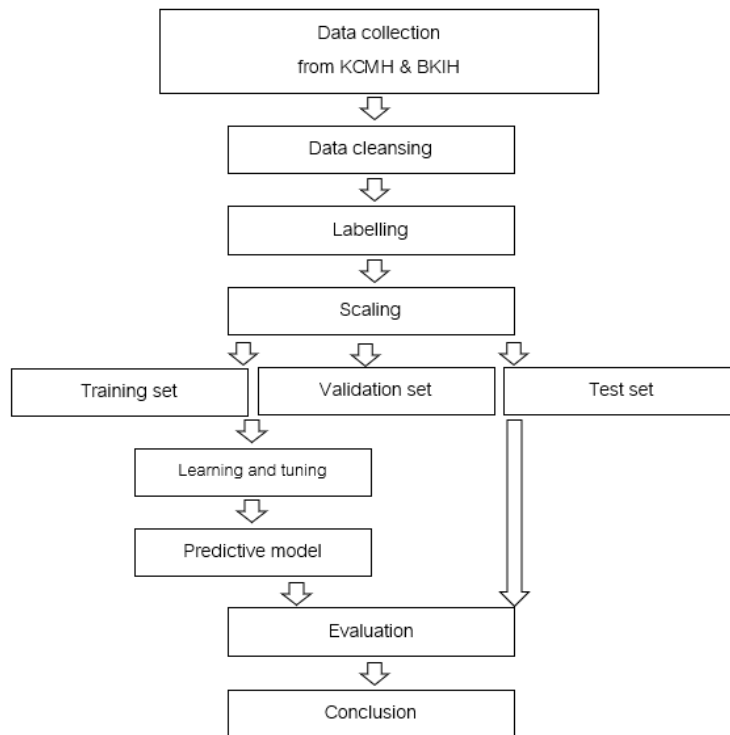 Data collection
from KCMH & BKIH
Data cleansing
Labelling
Scaling
Training set
Validation set
Test set
Learning and tuning
Predictive model
Evaluation
Conclusion